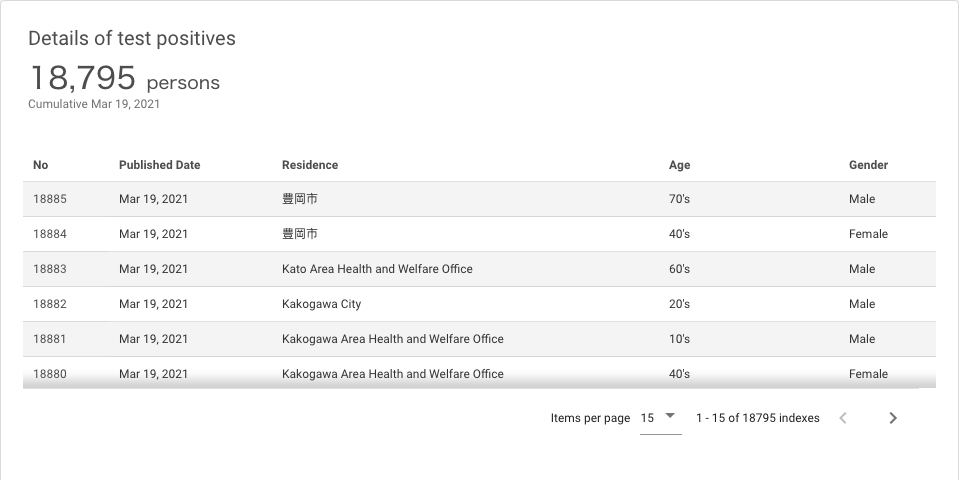 Details of test positives
18,795 persons
Cumulative Mar 19, 2021
No Published Date Residence Age Gender
18885 Mar 19, 2021 豊岡市 70's Male
18884 Mar 19, 2021 豊岡市 40's Female
18883 Mar 19, 2021 Kato Area Health and Welfare Office 60's Male
18882 Mar 19, 2021 Kakogawa City 20's Male
18881 Mar 19, 2021 Kakogawa Area Health and Welfare Office 10's Male
18880 Mar 19, 2021 Kakogawa Area Health and Welfare Office 40's Female
Items per page 15 1 - 15 of 18795 indexes